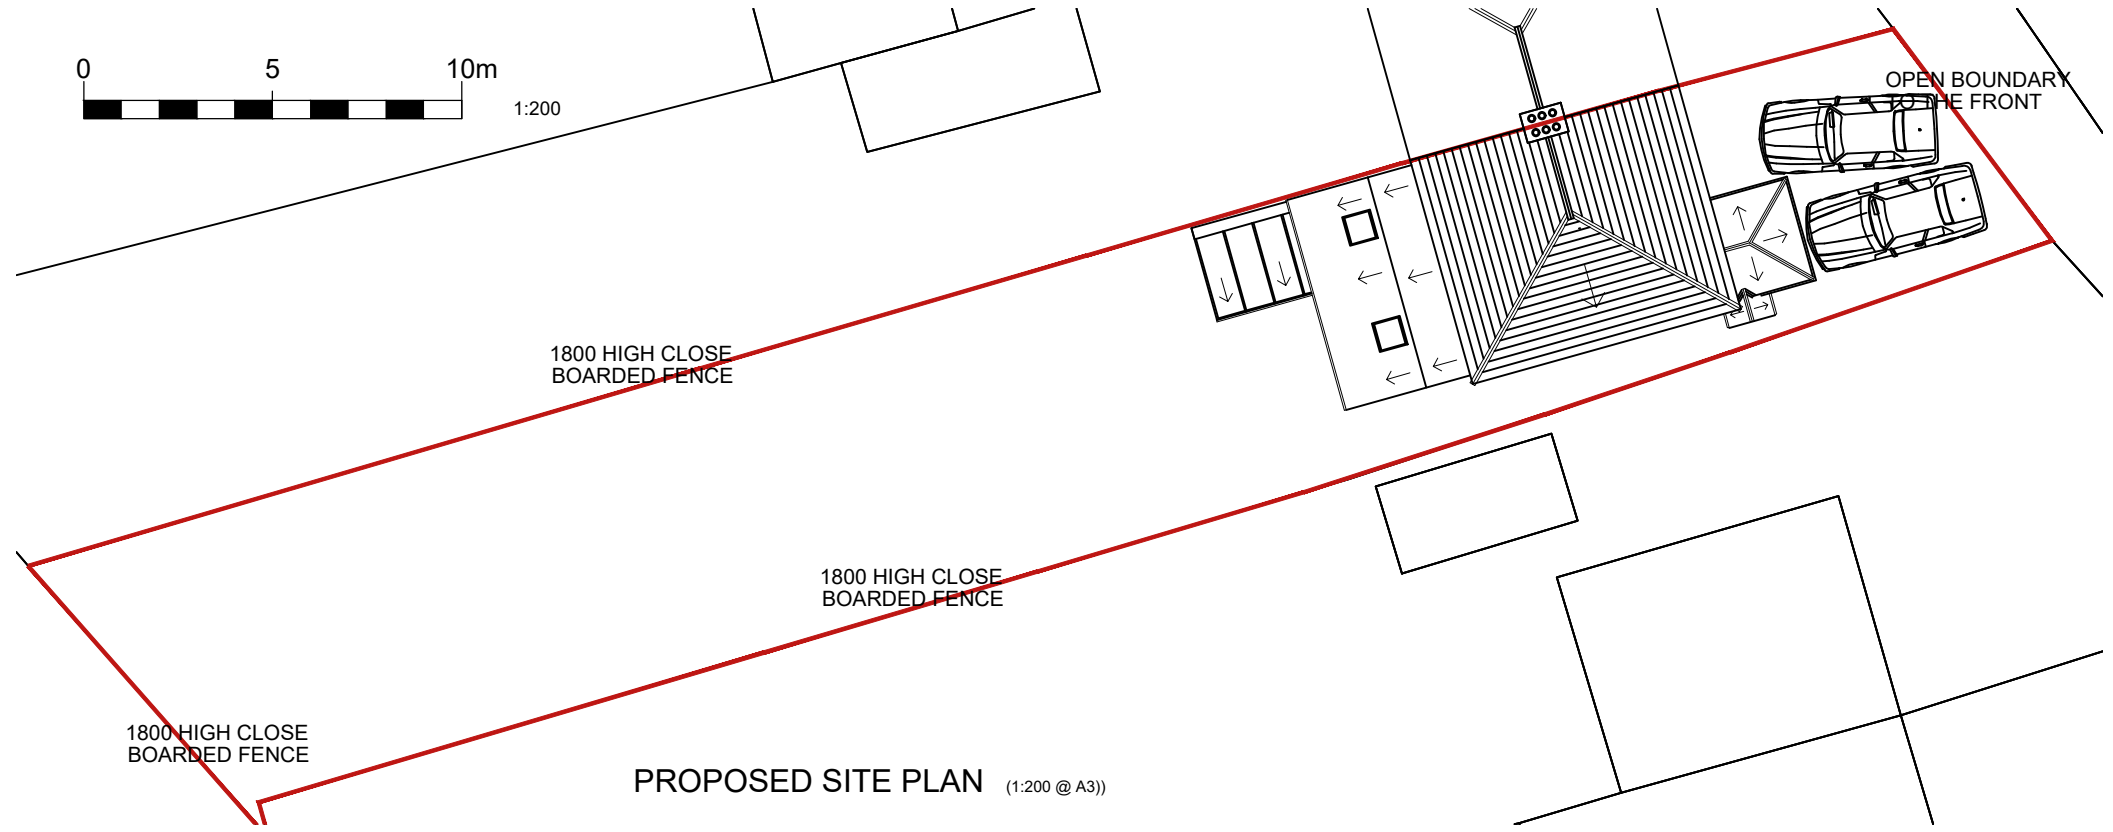 0 5 10m
1:200
OPEN BOUNDARY
TO THE FRONT
1800 HIGH CLOSE
BOARDED FENCE
1800 HIGH CLOSE
BOARDED FENCE
1800 HIGH CLOSE
BOARDED FENCE
PROPOSED SITE PLAN (1:200 @ A3))